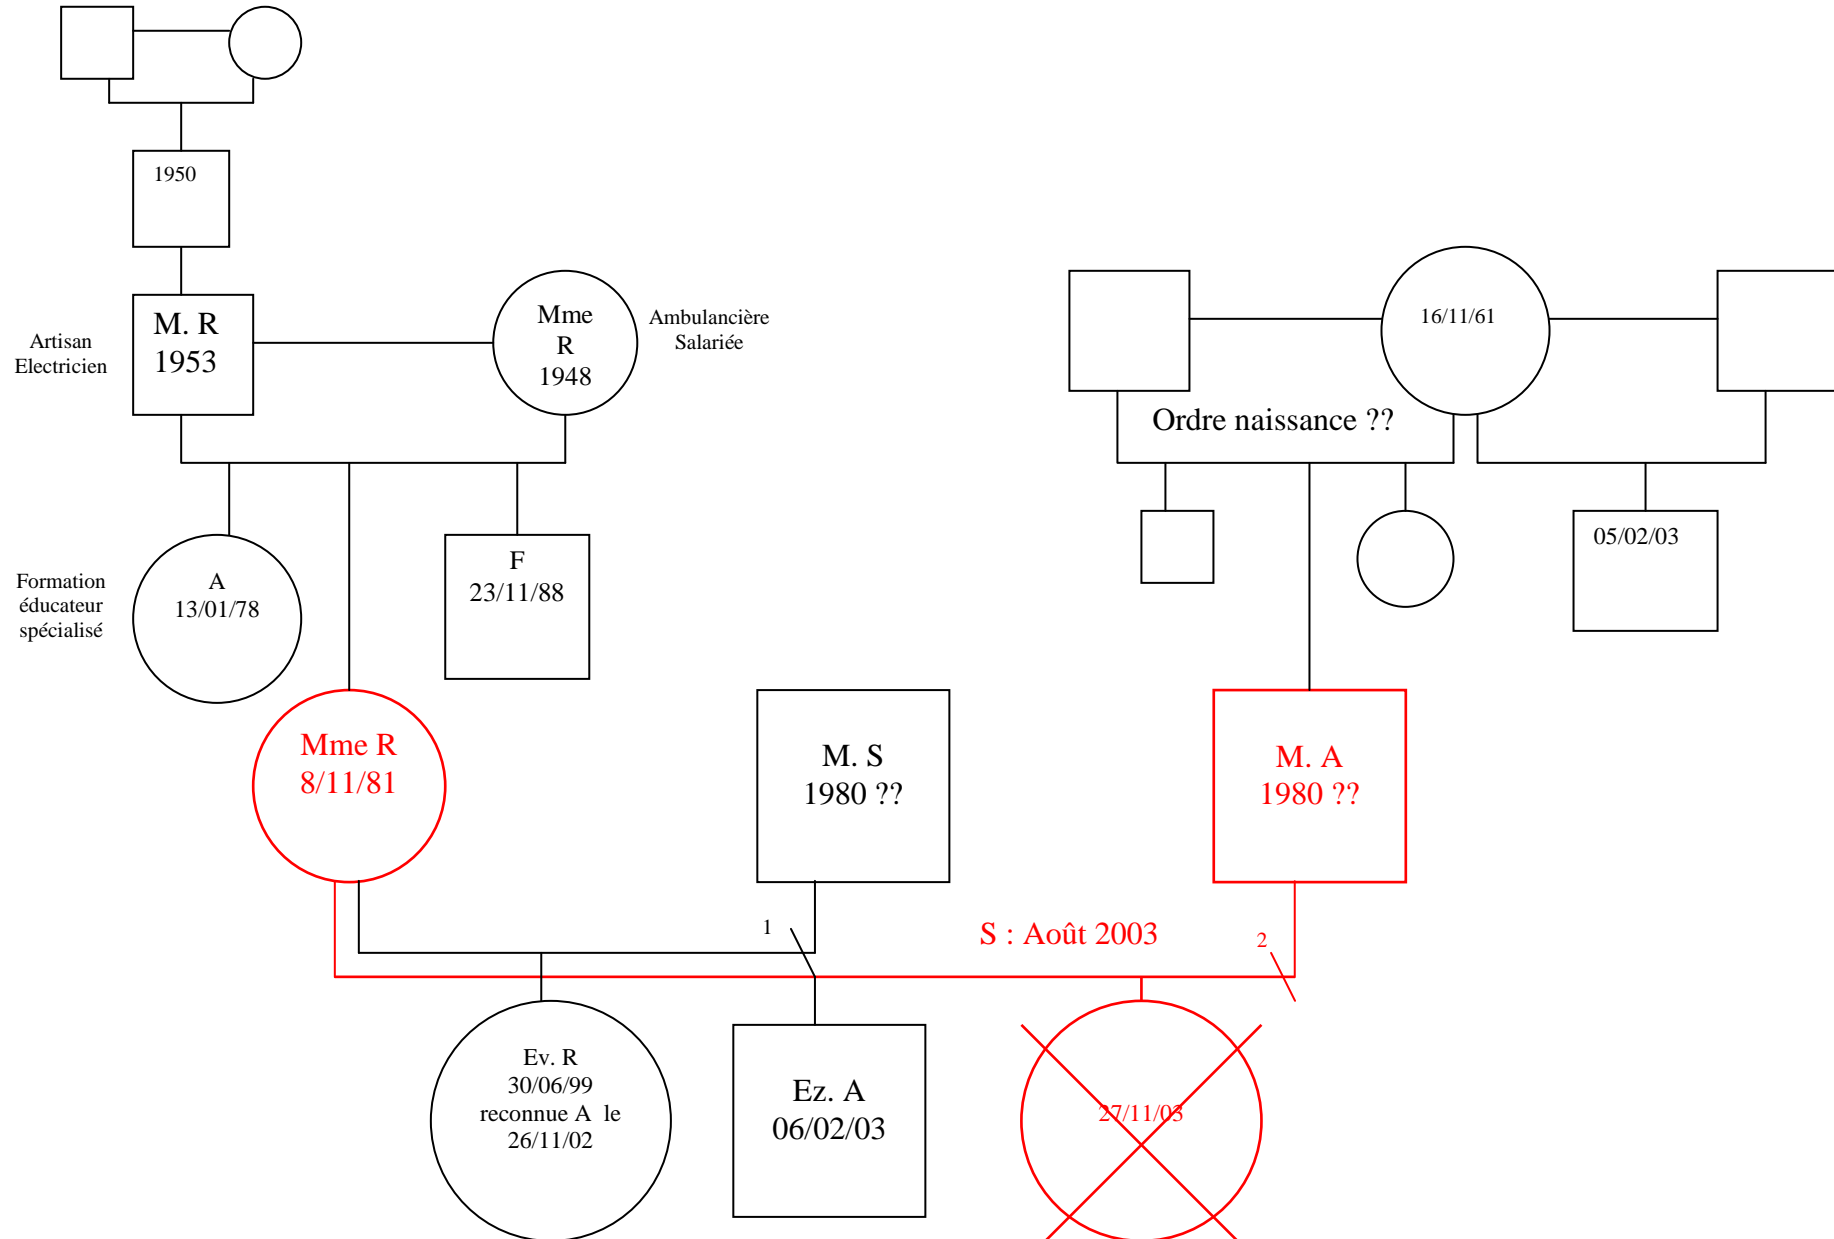 1950
Artisan
Electricien
M. R
1953
Mme
R
1948
Ambulancière
Salariée
16/11/61
Ordre naissance ??
Formation
éducateur
spécialisé
A
13/01/78
F
23/11/88
05/02/03
Mme R
8/11/81
M. S
1980 ??
M. A
1980 ??
1
S : Août 2003
2
Ev. R
30/06/99
reconnue A le
26/11/02
Ez. A
06/02/03
27/11/03